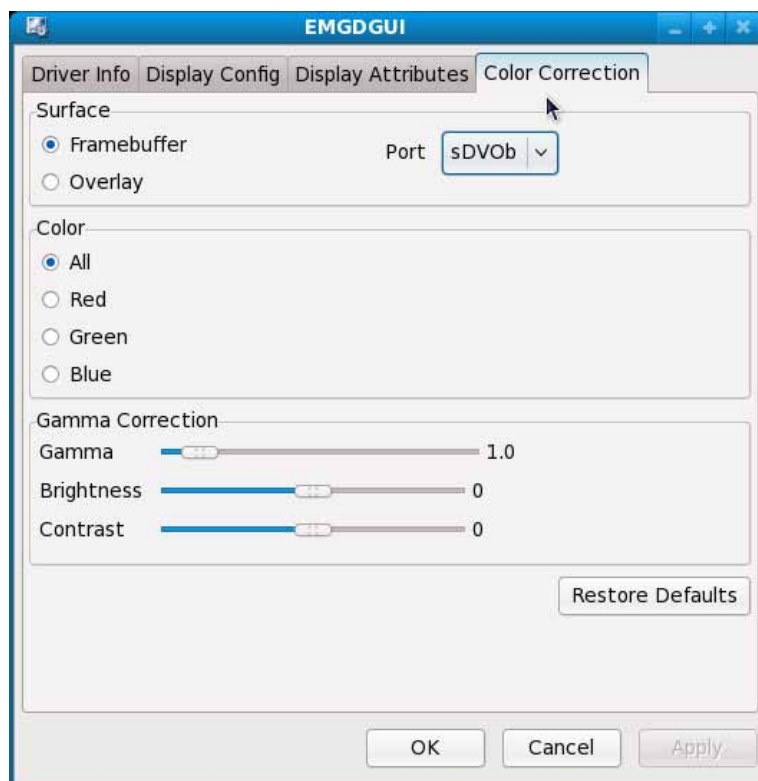 EMGDGUI
Driver Info Display Config Display Attributes Color Correction
Surface
Framebuffer Port sDVOb
Overlay
Color
All
Red
Green
Blue
Gamma Correction
Gamma 1.0
Brightness 0
Contrast 0
Restore Defaults
OK Cancel Apply